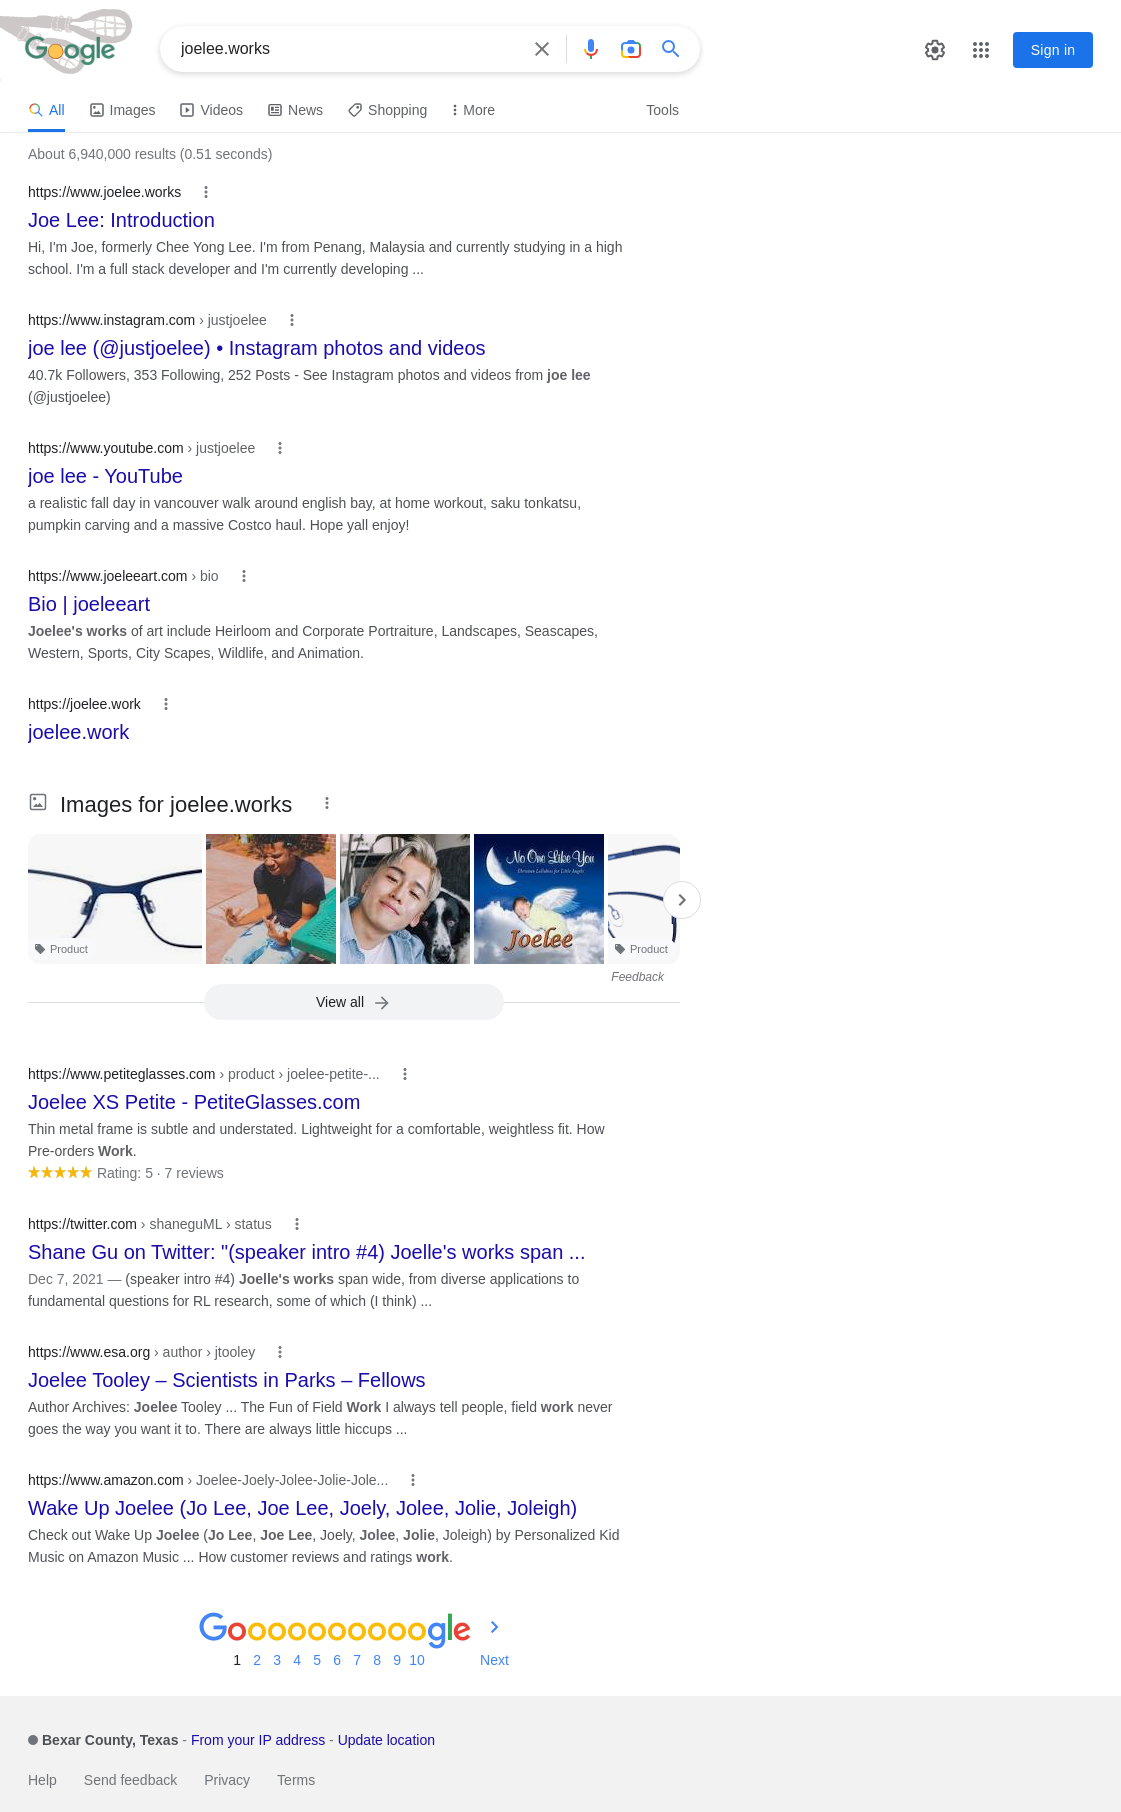 Google
joelee.works
Sign in
All Images Videos News Shopping More Tools
About 6,940,000 results (0.51 seconds)
https://www.joelee.works
Joe Lee: Introduction
Hi, I'm Joe, formerly Chee Yong Lee. I'm from Penang, Malaysia and currently studying in a high
school. I'm a full stack developer and I'm currently developing ...
https://www.instagram.com › justjoelee
joe lee (@justjoelee) • Instagram photos and videos
40.7k Followers, 353 Following, 252 Posts - See Instagram photos and videos from joe lee
(@justjoelee)
https://www.youtube.com › justjoelee
joe lee - YouTube
a realistic fall day in vancouver walk around english bay, at home workout, saku tonkatsu,
pumpkin carving and a massive Costco haul. Hope yall enjoy!
https://www.joeleeart.com › bio
Bio | joeleeart
Joelee's works of art include Heirloom and Corporate Portraiture, Landscapes, Seascapes,
Western, Sports, City Scapes, Wildlife, and Animation.
https://joelee.work
joelee.work
Images for joelee.works
No One Like You
Christian Lullabies for Little Angels
Joelee
Product
Product
Feedback
View all
https://www.petiteglasses.com › product › joelee-petite-...
Joelee XS Petite - PetiteGlasses.com
Thin metal frame is subtle and understated. Lightweight for a comfortable, weightless fit. How
Pre-orders Work.
Rating: 5 · 7 reviews
https://twitter.com › shaneguML › status
Shane Gu on Twitter: "(speaker intro #4) Joelle's works span ...
Dec 7, 2021 — (speaker intro #4) Joelle's works span wide, from diverse applications to
fundamental questions for RL research, some of which (I think) ...
https://www.esa.org › author › jtooley
Joelee Tooley – Scientists in Parks – Fellows
Author Archives: Joelee Tooley ... The Fun of Field Work I always tell people, field work never
goes the way you want it to. There are always little hiccups ...
https://www.amazon.com › Joelee-Joely-Jolee-Jolie-Jole...
Wake Up Joelee (Jo Lee, Joe Lee, Joely, Jolee, Jolie, Joleigh)
Check out Wake Up Joelee (Jo Lee, Joe Lee, Joely, Jolee, Jolie, Joleigh) by Personalized Kid
Music on Amazon Music ... How customer reviews and ratings work.
Goooooooooogle
1 2 3 4 5 6 7 8 9 10 Next
Bexar County, Texas - From your IP address - Update location
Help Send feedback Privacy Terms